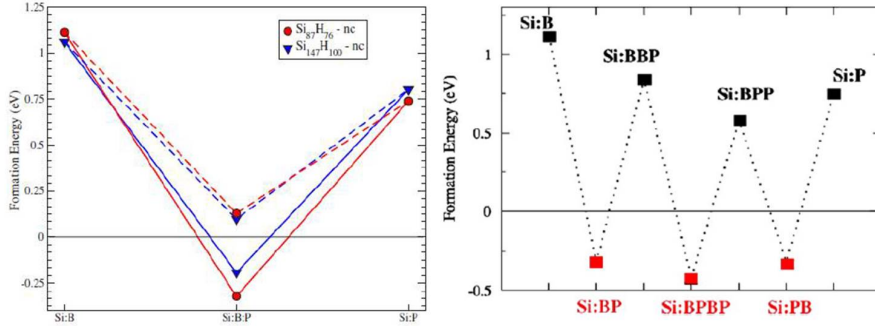 1.25
1
0.75
0.5
0.25
0
-0.25
Formation Energy (eV)
Si87H76 - nc
Si147H100 - nc
Si:B
Si:B:P
Si:P
1
0.5
0
-0.5
Formation Energy (eV)
Si:B
Si:BBP
Si:BPP
Si:P
Si:BP
Si:BPBP
Si:PB